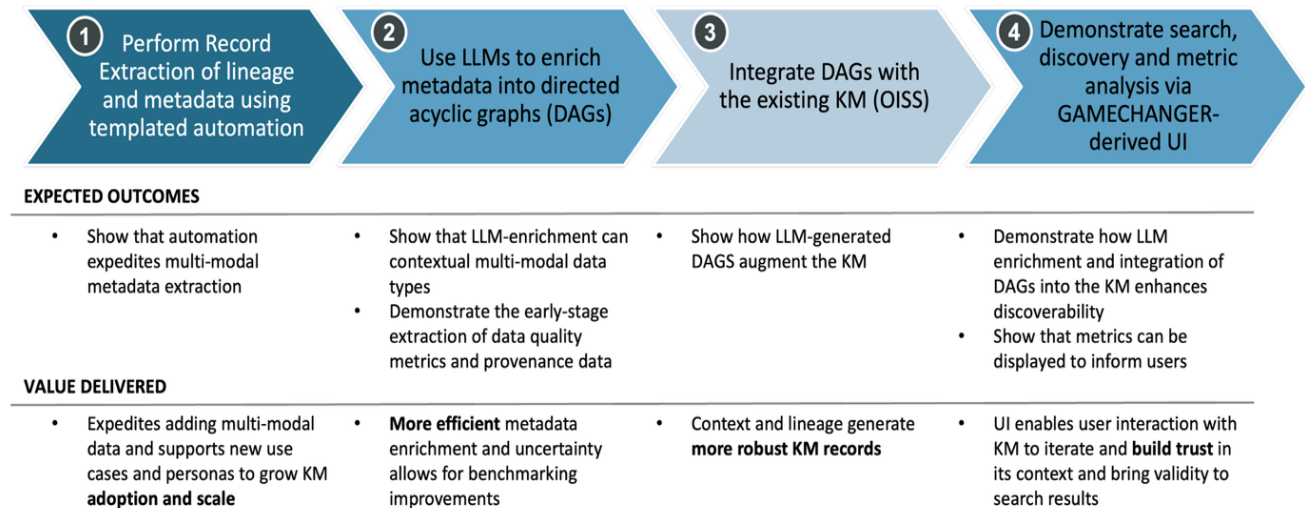 1
Perform Record
Extraction of lineage
and metadata using
templated automation
2
Use LLMs to enrich
metadata into directed
acyclic graphs (DAGs)
3
Integrate DAGs with
the existing KM (OISS)
4
Demonstrate search,
discovery and metric
analysis via
GAMECHANGER-
derived UI
EXPECTED OUTCOMES
• Show that automation
expedites multi-modal
metadata extraction
• Show that LLM-enrichment can
contextual multi-modal data
types
• Demonstrate the early-stage
extraction of data quality
metrics and provenance data
• Show how LLM-generated
DAGS augment the KM
• Demonstrate how LLM
enrichment and integration of
DAGs into the KM enhances
discoverability
• Show that metrics can be
displayed to inform users
VALUE DELIVERED
• Expedites adding multi-modal
data and supports new use
cases and personas to grow KM
adoption and scale
• More efficient metadata
enrichment and uncertainty
allows for benchmarking
improvements
• Context and lineage generate
more robust KM records
• UI enables user interaction with
KM to iterate and build trust in
its context and bring validity to
search results